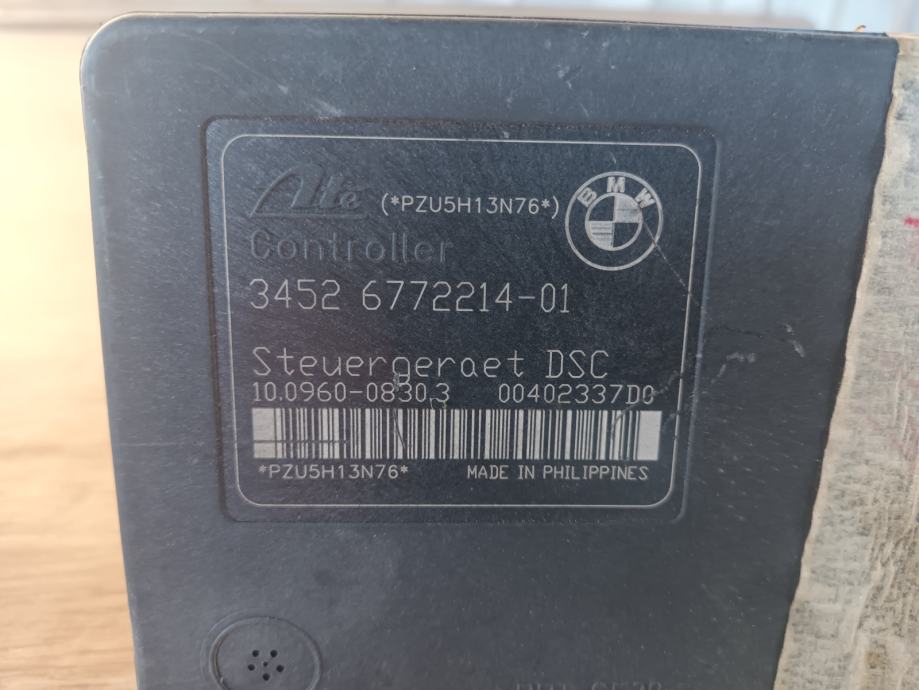 Ate (*PZU5H13N76*) BMW
Controller
3452 6772214-01
Steuergeraet DSC
10.0960-0830.3 00402337D0
*PZU5H13N76* MADE IN PHILIPPINES